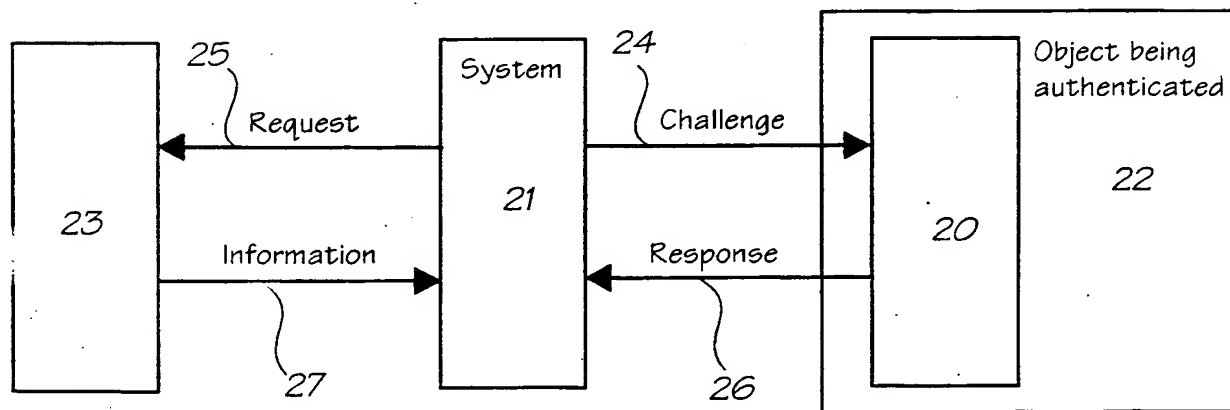 25
System
24
Object being
authenticated
Request
Challenge
22
23
21
20
Information
Response
27
26